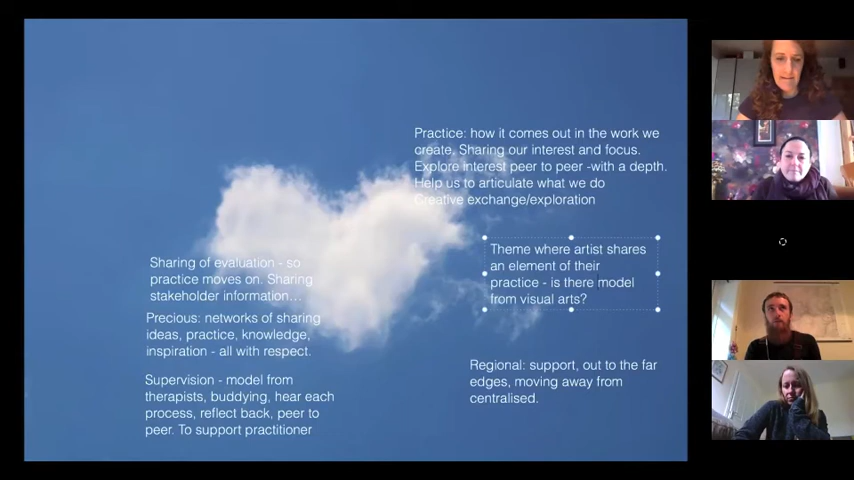 Practice: how it comes out in the work we
create. Sharing our interest and focus.
Explore interest peer to peer -with a depth.
Help us to articulate what we do
Creative exchange/exploration
Theme where artist shares
an element of their
practice - is there model
from visual arts?
Sharing of evaluation - so
practice moves on. Sharing
stakeholder information...
Precious: networks of sharing
ideas, practice, knowledge,
inspiration - all with respect.
Supervision - model from
therapists, buddying, hear each
process, reflect back, peer to
peer. To support practitioner
Regional: support, out to the far
edges, moving away from
centralised.